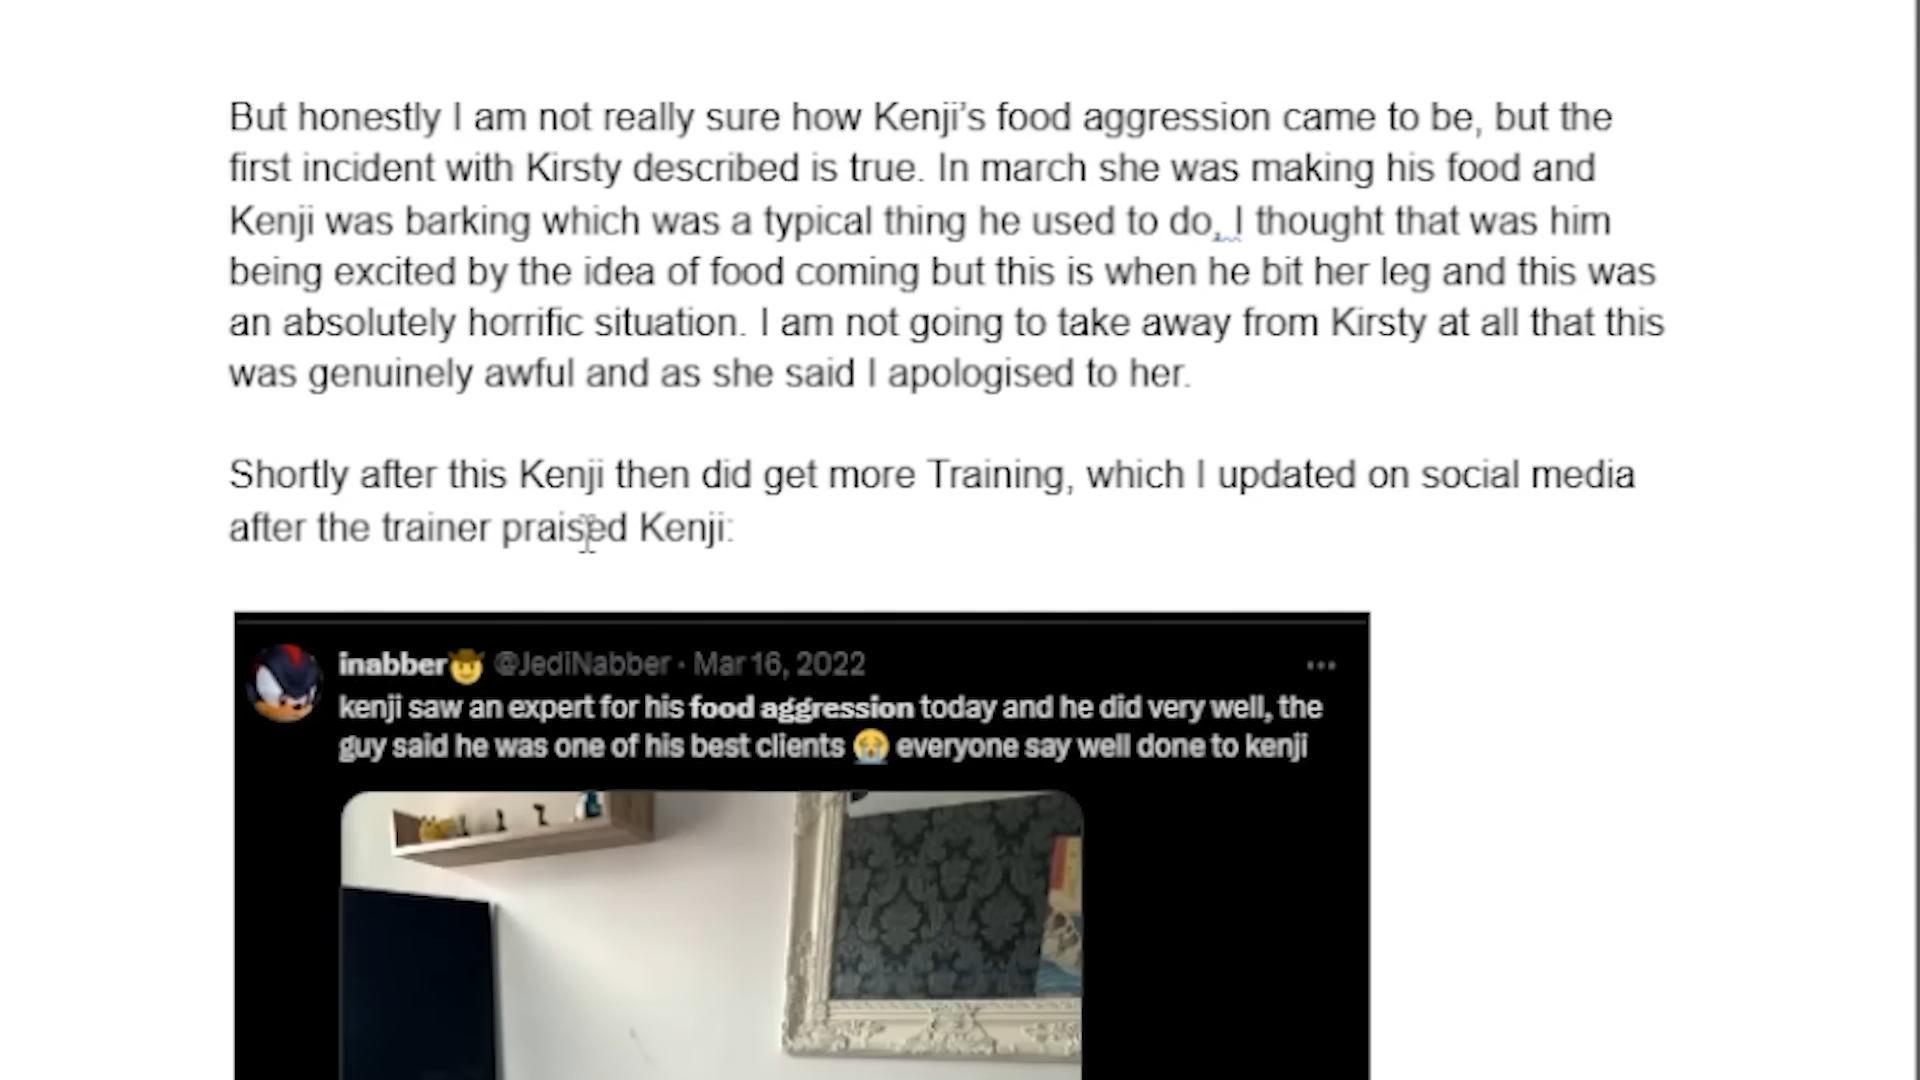 But honestly I am not really sure how Kenji’s food aggression came to be, but the
first incident with Kirsty described is true. In march she was making his food and
Kenji was barking which was a typical thing he used to do, I thought that was him
being excited by the idea of food coming but this is when he bit her leg and this was
an absolutely horrific situation. I am not going to take away from Kirsty at all that this
was genuinely awful and as she said I apologised to her.
Shortly after this Kenji then did get more Training, which I updated on social media
after the trainer praised Kenji:
inabber🤠 @JediNabber · Mar 16, 2022
kenji saw an expert for his food aggression today and he did very well, the
guy said he was one of his best clients 😭 everyone say well done to kenji